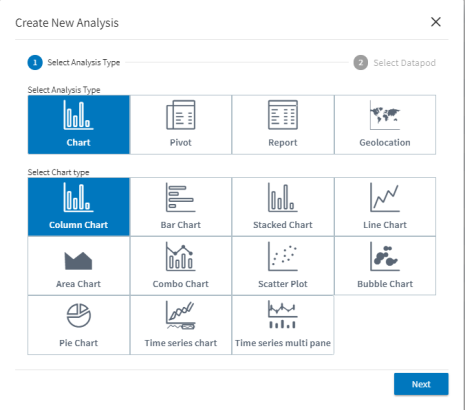 Create New Analysis
1 Select Analysis Type 2 Select Datapod
Select Analysis Type
Chart Pivot Report Geolocation
Select Chart type
Column Chart Bar Chart Stacked Chart Line Chart
Area Chart Combo Chart Scatter Plot Bubble Chart
Pie Chart Time series chart Time series multi pane
Next